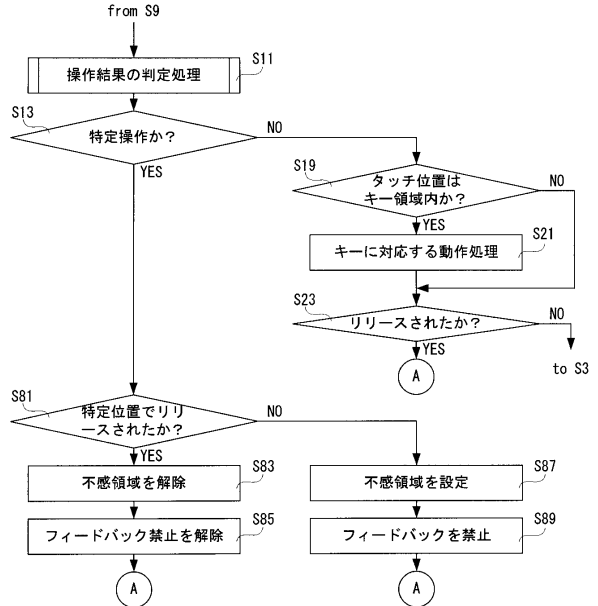 from S9
S11
操作結果の判定処理
S13
特定操作か？
NO
YES
S19
タッチ位置は
キー領域内か？
NO
YES
S21
キーに対応する動作処理
S23
リリースされたか？
NO
YES
A
to S3
S81
特定位置でリリ
ースされたか？
NO
YES
S83
不感領域を解除
S87
不感領域を設定
S85
フィードバック禁止を解除
S89
フィードバックを禁止
A
A